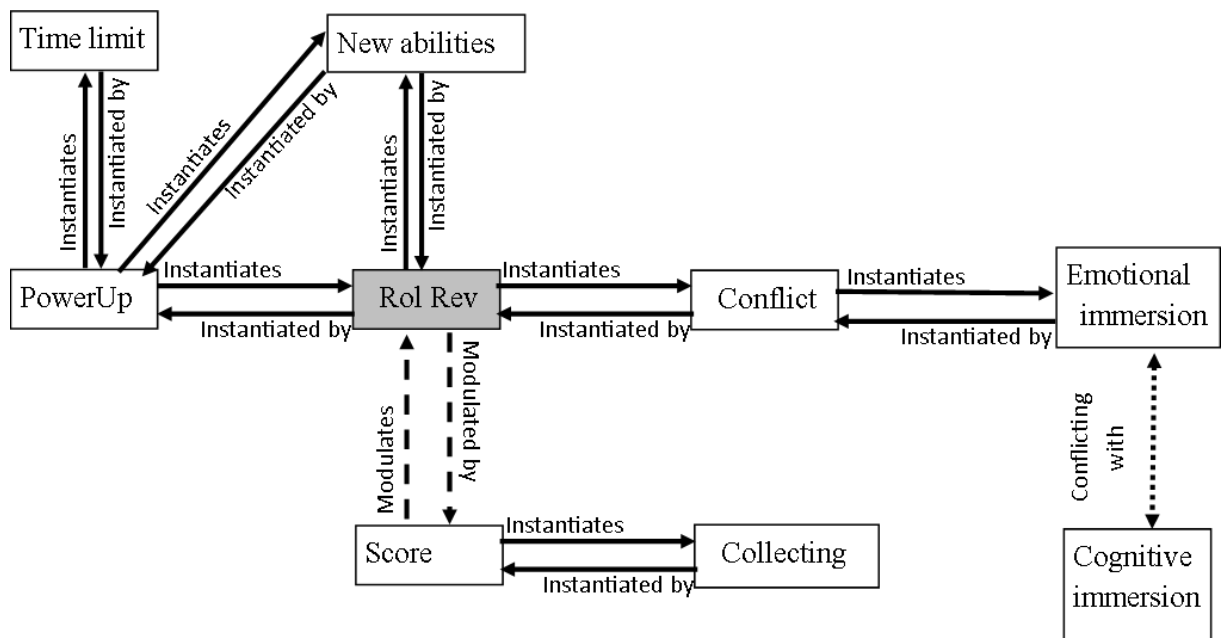 Time limit
New abilities
Instantiates
Instantiated by
Instantiates
Instantiated by
Instantiates
Instantiated by
PowerUp
Instantiates
Instantiated by
Rol Rev
Instantiates
Instantiated by
Conflict
Instantiates
Instantiated by
Emotional
immersion
Modulates
Modulated by
Conflicting
with
Score
Instantiates
Instantiated by
Collecting
Cognitive
immersion